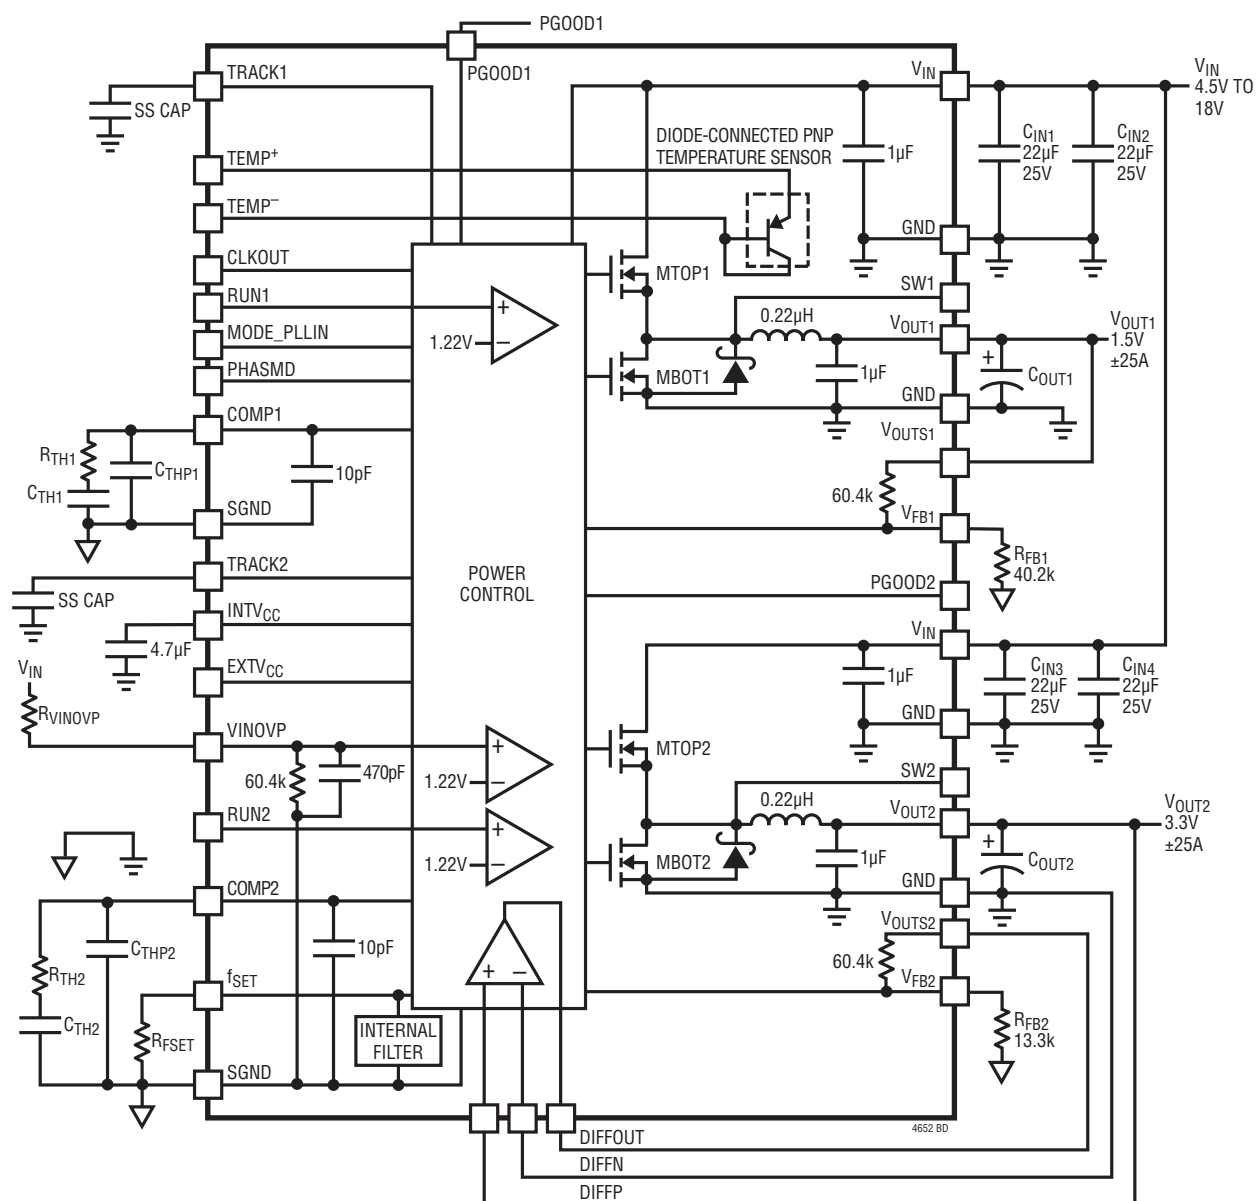 PGOOD1
PGOOD1
TRACK1
SS CAP
TEMP+
TEMP–
CLKOUT
RUN1
MODE_PLLIN
PHASMD
COMP1
RTH1
CTHP1
CTH1
10pF
SGND
TRACK2
SS CAP
INTVCC
4.7µF
EXTVCC
VIN
RVINOVP
VINOVP
60.4k
470pF
RUN2
COMP2
CTHP2
10pF
RTH2
CTH2
fSET
RFSET
INTERNAL
FILTER
SGND
+
1.22V
–
POWER
CONTROL
+
1.22V
–
+
1.22V
–
+ –
DIODE-CONNECTED PNP
TEMPERATURE SENSOR
1µF
VIN
VIN
4.5V TO
18V
CIN1
22µF
25V
CIN2
22µF
25V
GND
MTOP1
SW1
0.22µH
VOUT1
VOUT1
1.5V
±25A
MBOT1
1µF
+
COUT1
GND
VOUTS1
60.4k
VFB1
RFB1
40.2k
PGOOD2
VIN
1µF
CIN3
22µF
25V
CIN4
22µF
25V
GND
MTOP2
SW2
0.22µH
VOUT2
VOUT2
3.3V
±25A
MBOT2
1µF
+
COUT2
GND
VOUTS2
60.4k
VFB2
RFB2
13.3k
4652 BD
DIFFOUT
DIFFN
DIFFP